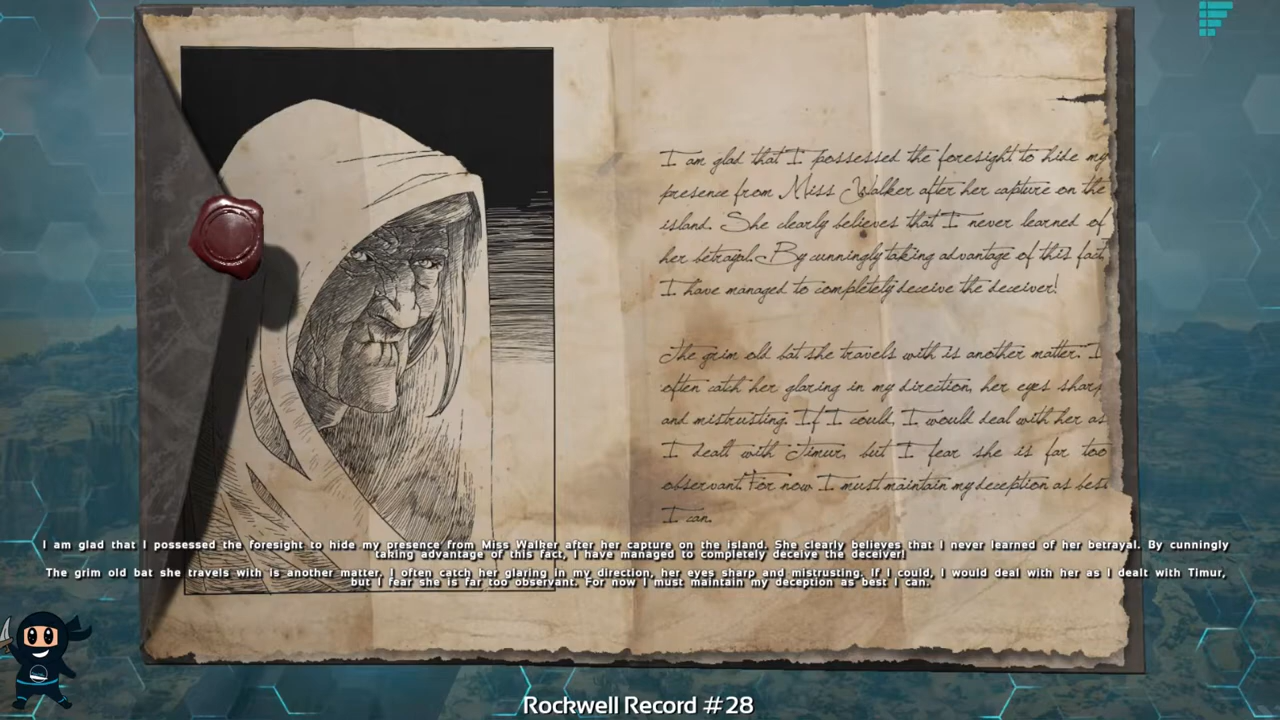 I am glad that I possessed the foresight to hide my
presence from Miss Walker after her capture on the
island. She clearly believes that I never learned of
her betrayal. By cunningly taking advantage of this fact,
I have managed to completely deceive the deceiver!
The grim old bat she travels with is another matter. I
often catch her glaring in my direction, her eyes sharp
and mistrusting. If I could, I would deal with her as
I dealt with Timur, but I fear she is far too
observant. For now I must maintain my deception as best
I can.
I am glad that I possessed the foresight to hide my presence from Miss Walker after her capture on the island. She clearly believes that I never learned of her betrayal. By cunningly
taking advantage of this fact, I have managed to completely deceive the deceiver!
The grim old bat she travels with is another matter. I often catch her glaring in my direction, her eyes sharp and mistrusting. If I could, I would deal with her as I dealt with Timur,
but I fear she is far too observant. For now I must maintain my deception as best I can.
Rockwell Record #28